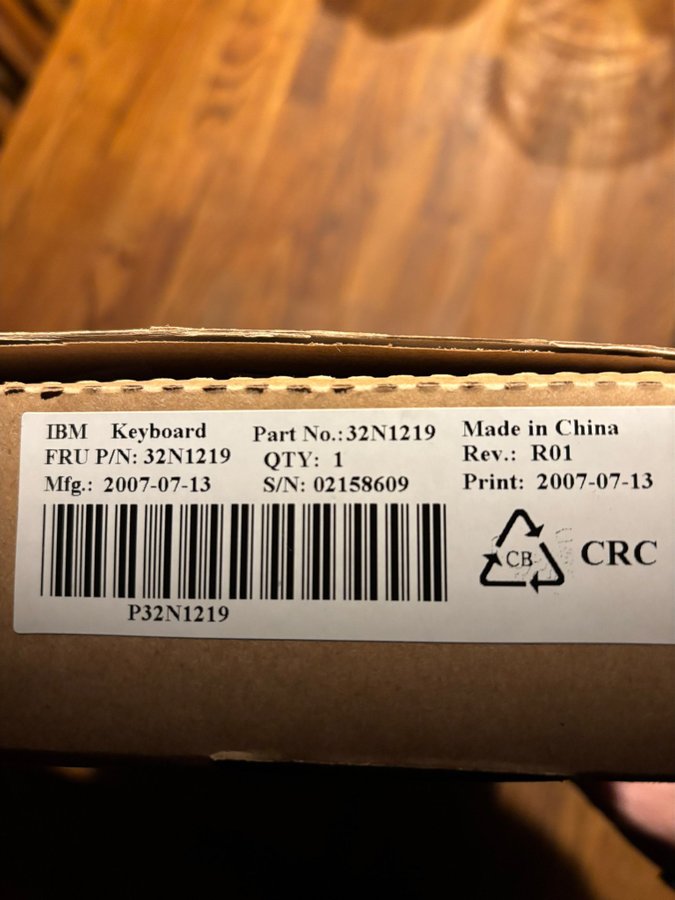 IBM Keyboard Part No.:32N1219 Made in China
FRU P/N: 32N1219 QTY: 1 Rev.: R01
Mfg.: 2007-07-13 S/N: 02158609 Print: 2007-07-13
CB CRC
P32N1219